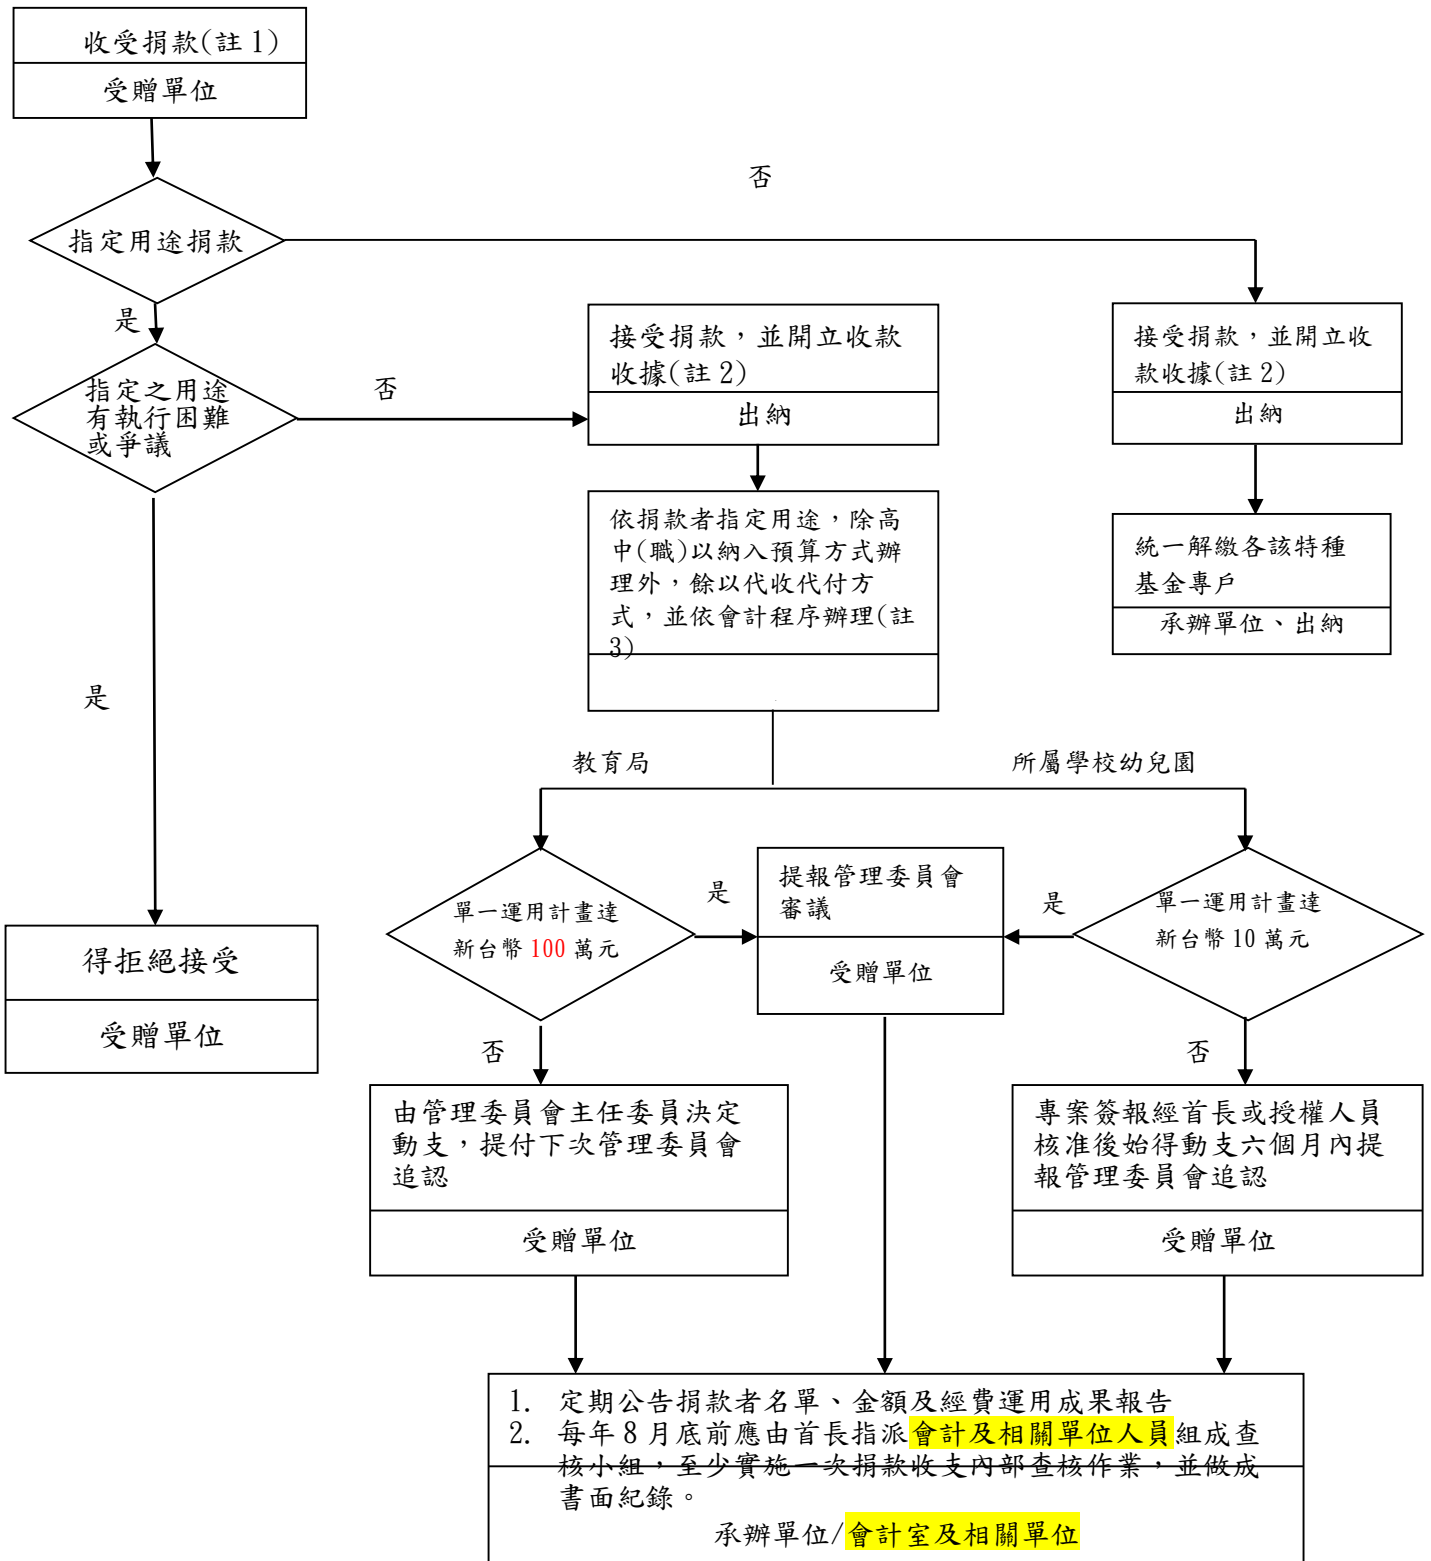 收受捐款(註1)
受贈單位
否
指定用途捐款
是
指定之用途
有執行困難
或爭議
否
接受捐款，並開立收款
收據(註2)
出納
接受捐款，並開立收
款收據(註2)
出納
依捐款者指定用途，除高
中(職)以納入預算方式辦
理外，餘以代收代付方
式，並依會計程序辦理(註
3)
統一解繳各該特種
基金專戶
承辦單位、出納
是
教育局
所屬學校幼兒園
單一運用計畫達
新台幣100萬元
是
提報管理委員會
審議
受贈單位
是
單一運用計畫達
新台幣10萬元
得拒絕接受
受贈單位
否
否
由管理委員會主任委員決定
動支，提付下次管理委員會
追認
受贈單位
專案簽報經首長或授權人員
核准後始得動支六個月內提
報管理委員會追認
受贈單位
1. 定期公告捐款者名單、金額及經費運用成果報告
2. 每年8月底前應由首長指派會計及相關單位人員組成查
核小組，至少實施一次捐款收支內部查核作業，並做成
書面紀錄。
承辦單位/會計室及相關單位